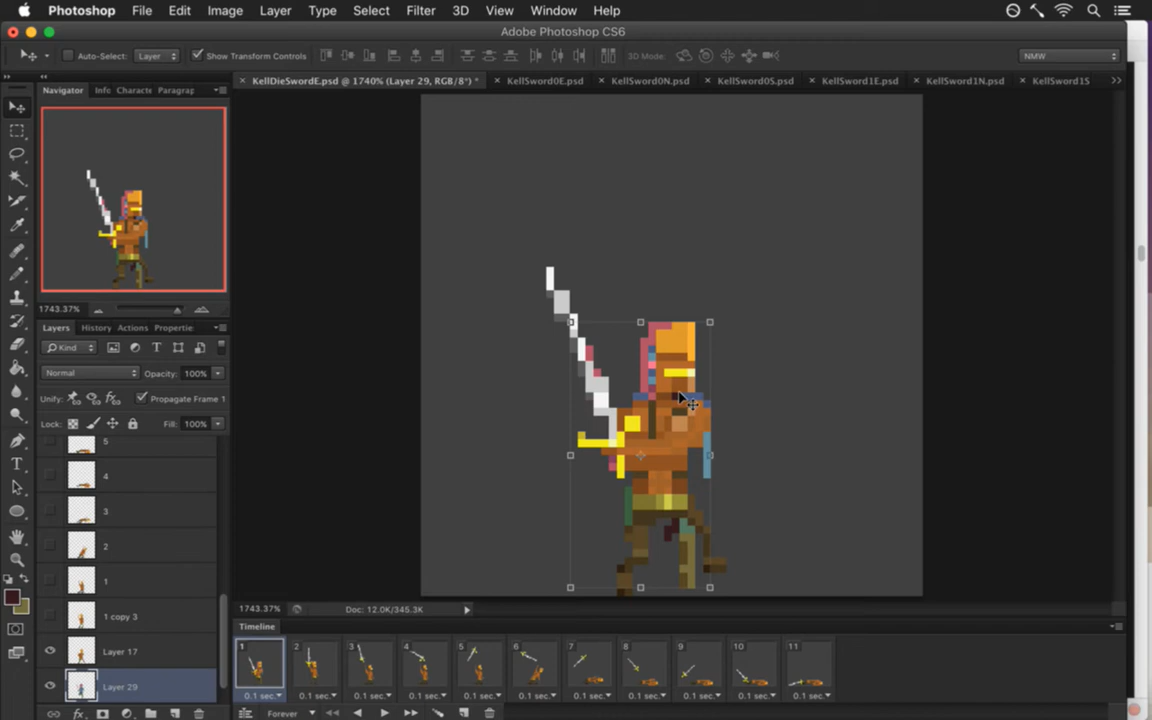 Photoshop File Edit Image Layer Type Select Filter 3D View Window Help
Adobe Photoshop CS6
Auto-Select: Layer Show Transform Controls 3D Mode: NMW
KellDieSwordE.psd @ 1740% (Layer 29, RGB/8*) * KellSword0E.psd KellSword0N.psd KellSword0S.psd KellSword1E.psd KellSword1N.psd KellSword1S
Navigator Info Characte Paragrap
1743.37%
Layers History Actions Propertie
Kind
Normal Opacity: 100%
Unify: Propagate Frame 1
Lock: Fill: 100%
5
4
3
2
1
1 copy 3
Layer 17
Layer 29
1743.37% Doc: 12.0K/345.3K
Timeline
1 2 3 4 5 6 7 8 9 10 11
0.1 sec. 0.1 sec. 0.1 sec. 0.1 sec. 0.1 sec. 0.1 sec. 0.1 sec. 0.1 sec. 0.1 sec. 0.1 sec. 0.1 sec.
Forever